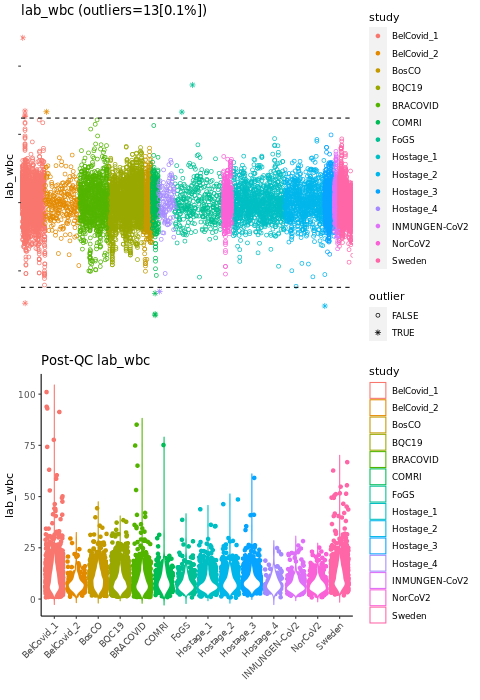 lab_wbc (outliers=13[0.1%])
lab_wbc
study
BelCovid_1
BelCovid_2
BosCO
BQC19
BRACOVID
COMRI
FoGS
Hostage_1
Hostage_2
Hostage_3
Hostage_4
INMUNGEN-CoV2
NorCoV2
Sweden
outlier
FALSE
TRUE
Post-QC lab_wbc
lab_wbc
100
75
50
25
0
BelCovid_1
BelCovid_2
BosCO
BQC19
BRACOVID
COMRI
FoGS
Hostage_1
Hostage_2
Hostage_3
Hostage_4
INMUNGEN-CoV2
NorCoV2
Sweden
study
BelCovid_1
BelCovid_2
BosCO
BQC19
BRACOVID
COMRI
FoGS
Hostage_1
Hostage_2
Hostage_3
Hostage_4
INMUNGEN-CoV2
NorCoV2
Sweden